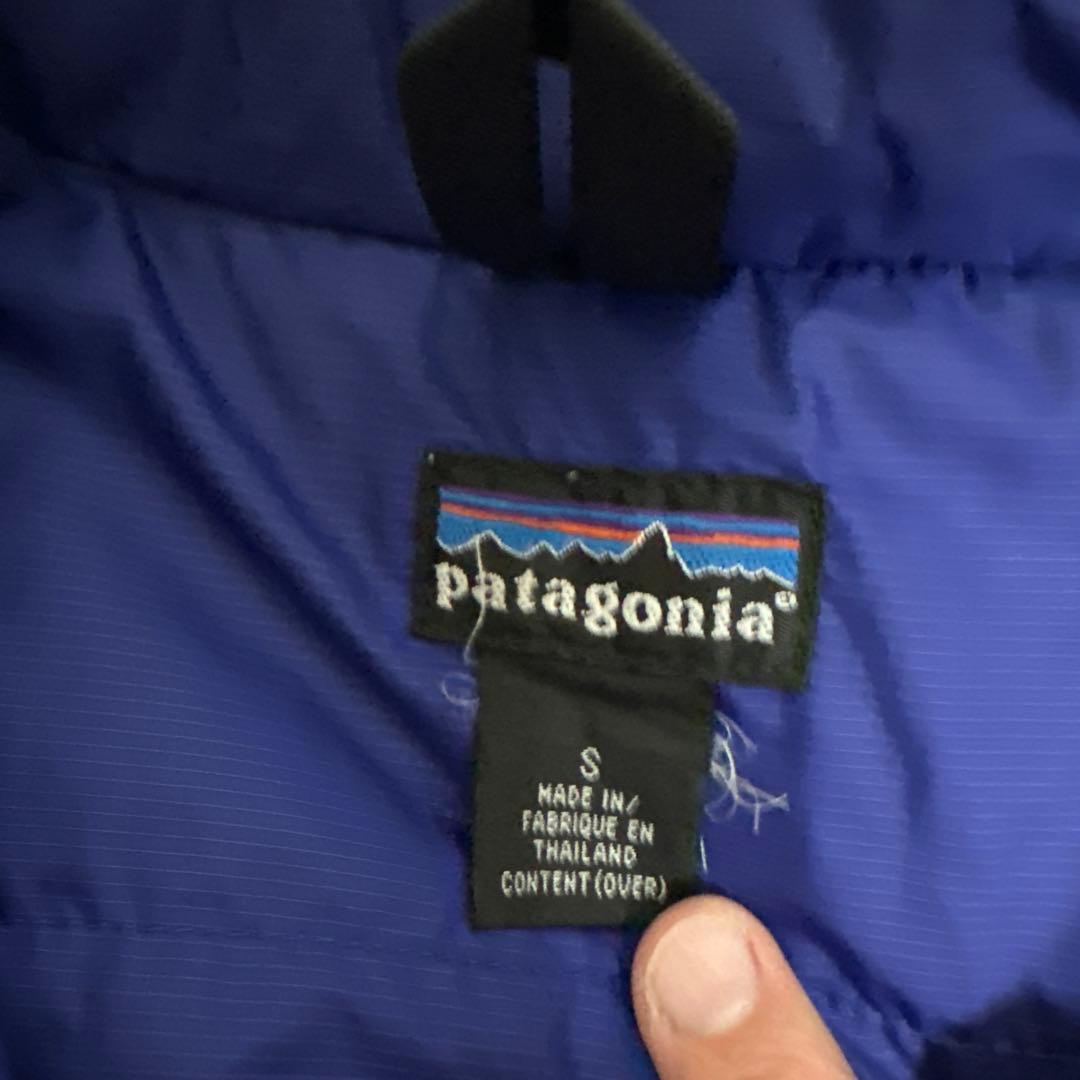 patagonia®
S
MADE IN/
FABRIQUE EN
THAILAND
CONTENT(OVER)